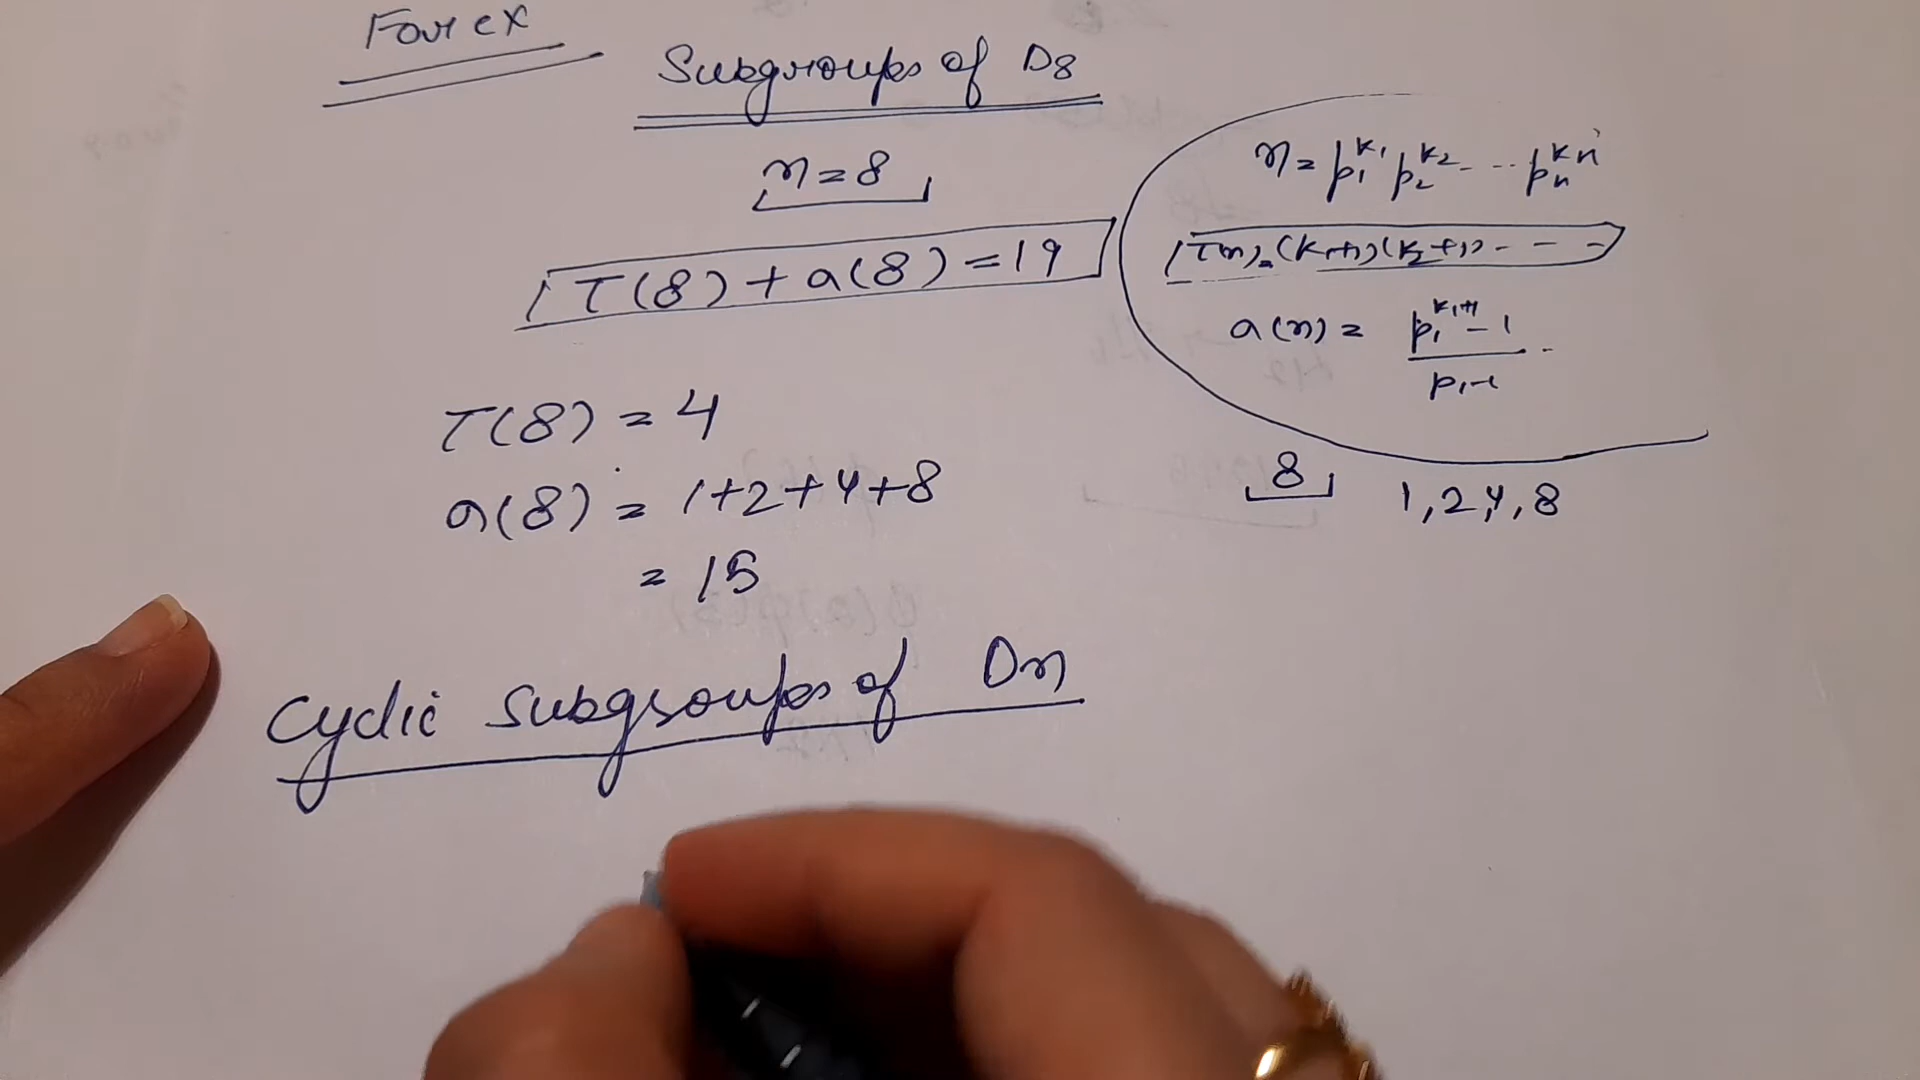 For ex
Subgroups of D8
n = 8
τ(8) + σ(8) = 19
n = p₁^k₁ p₂^k₂ - - .. pₙ^kn
τ(n) = (k₁+1)(k₂+1) - - -
σ(n) = (p₁^(k₁+1) - 1)/(p₁-1) -
τ(8) = 4
σ(8) = 1+2+4+8
= 15
8 1,2,4,8
Cyclic Subgroups of Dn